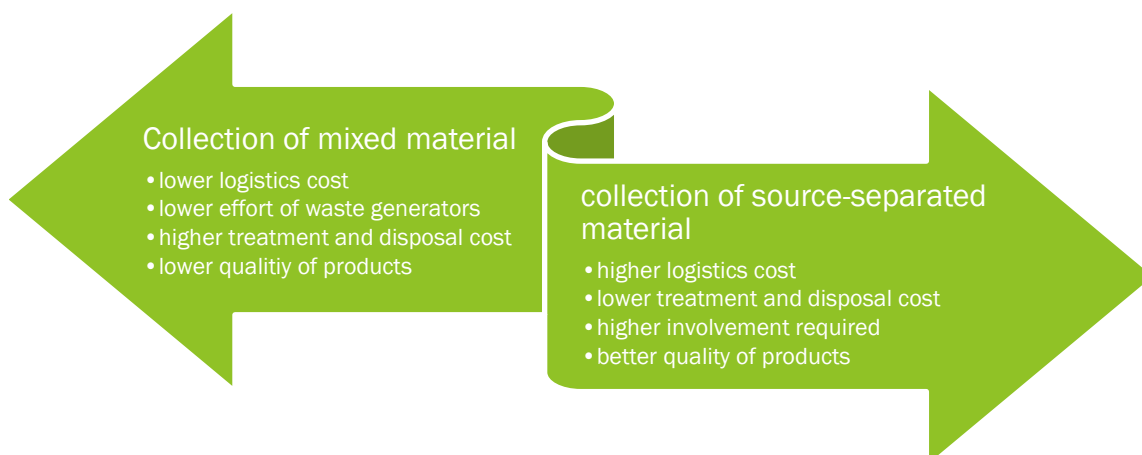 Collection of mixed material
•lower logistics cost
•lower effort of waste generators
•higher treatment and disposal cost
•lower qualitiy of products
collection of source-separated
material
•higher logistics cost
•lower treatment and disposal cost
•higher involvement required
•better quality of products